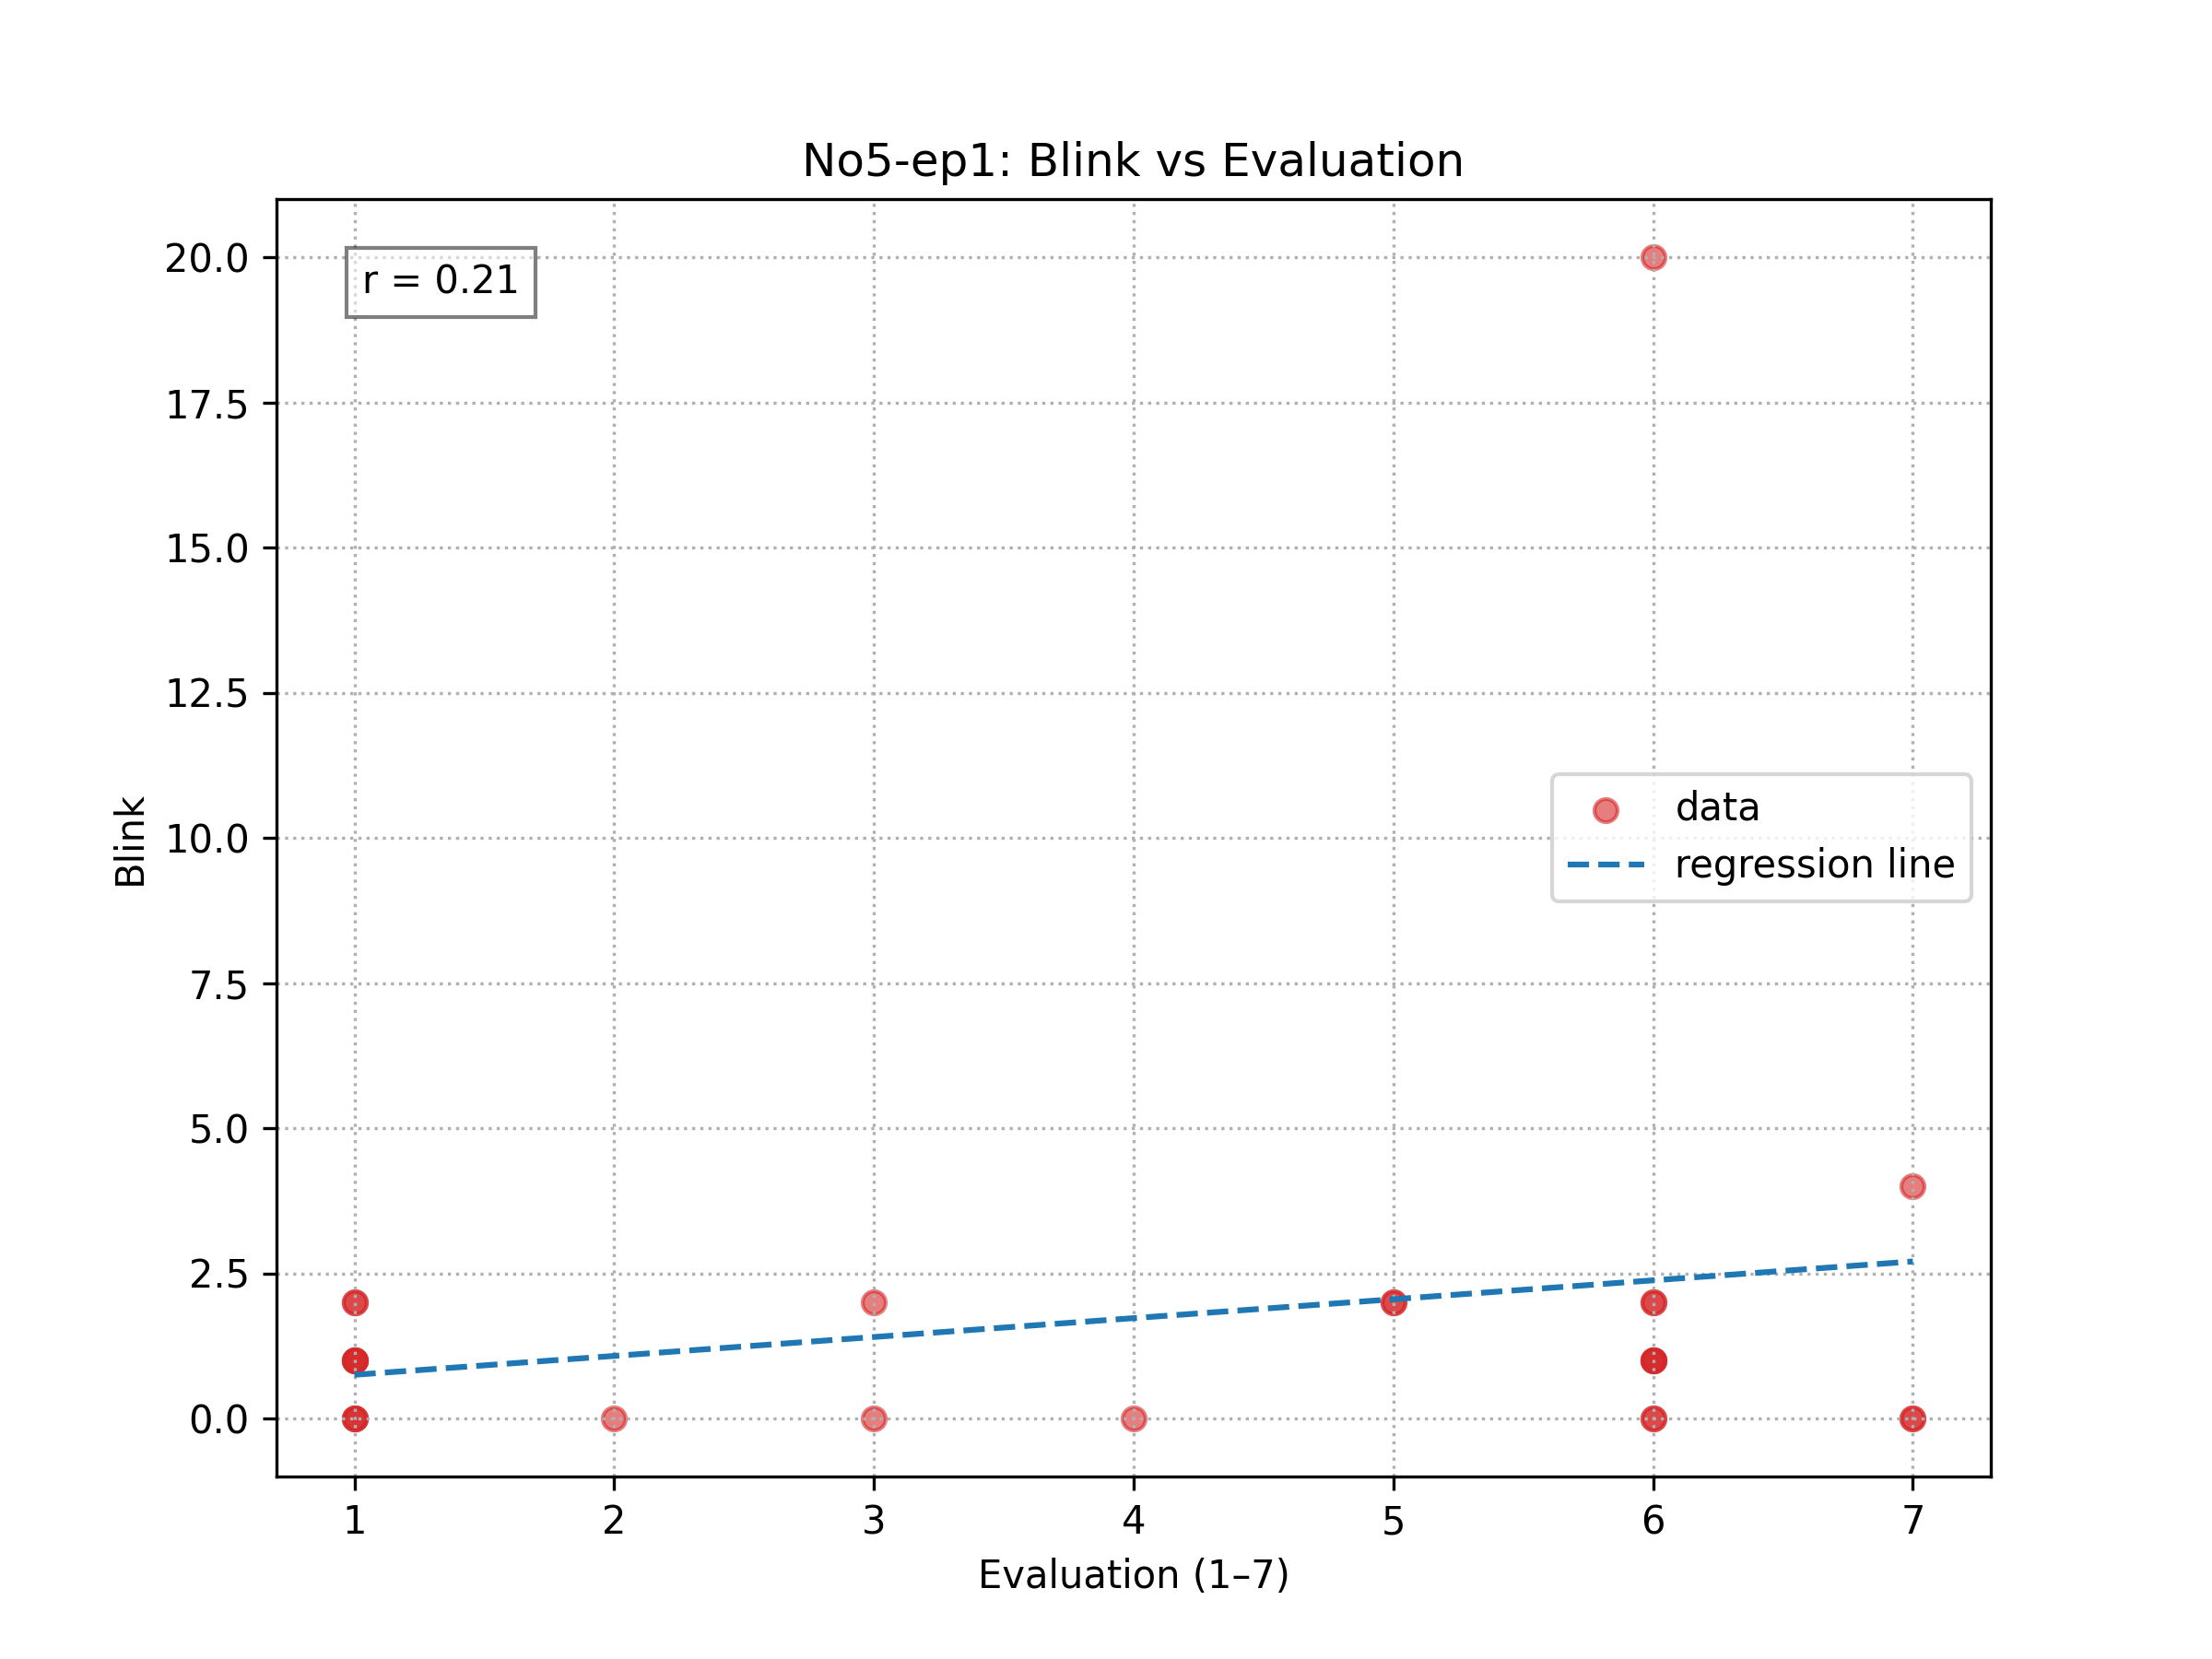 No5-ep1: Blink vs Evaluation
r = 0.21
20.0
17.5
15.0
12.5
10.0
7.5
5.0
2.5
0.0
Blink
data
regression line
1 2 3 4 5 6 7
Evaluation (1–7)